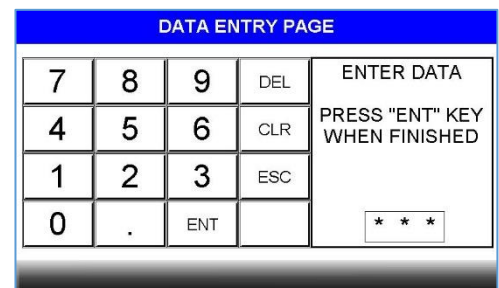 DATA ENTRY PAGE
7 8 9 DEL
4 5 6 CLR
1 2 3 ESC
0 . ENT
ENTER DATA
PRESS "ENT" KEY
WHEN FINISHED
* * *